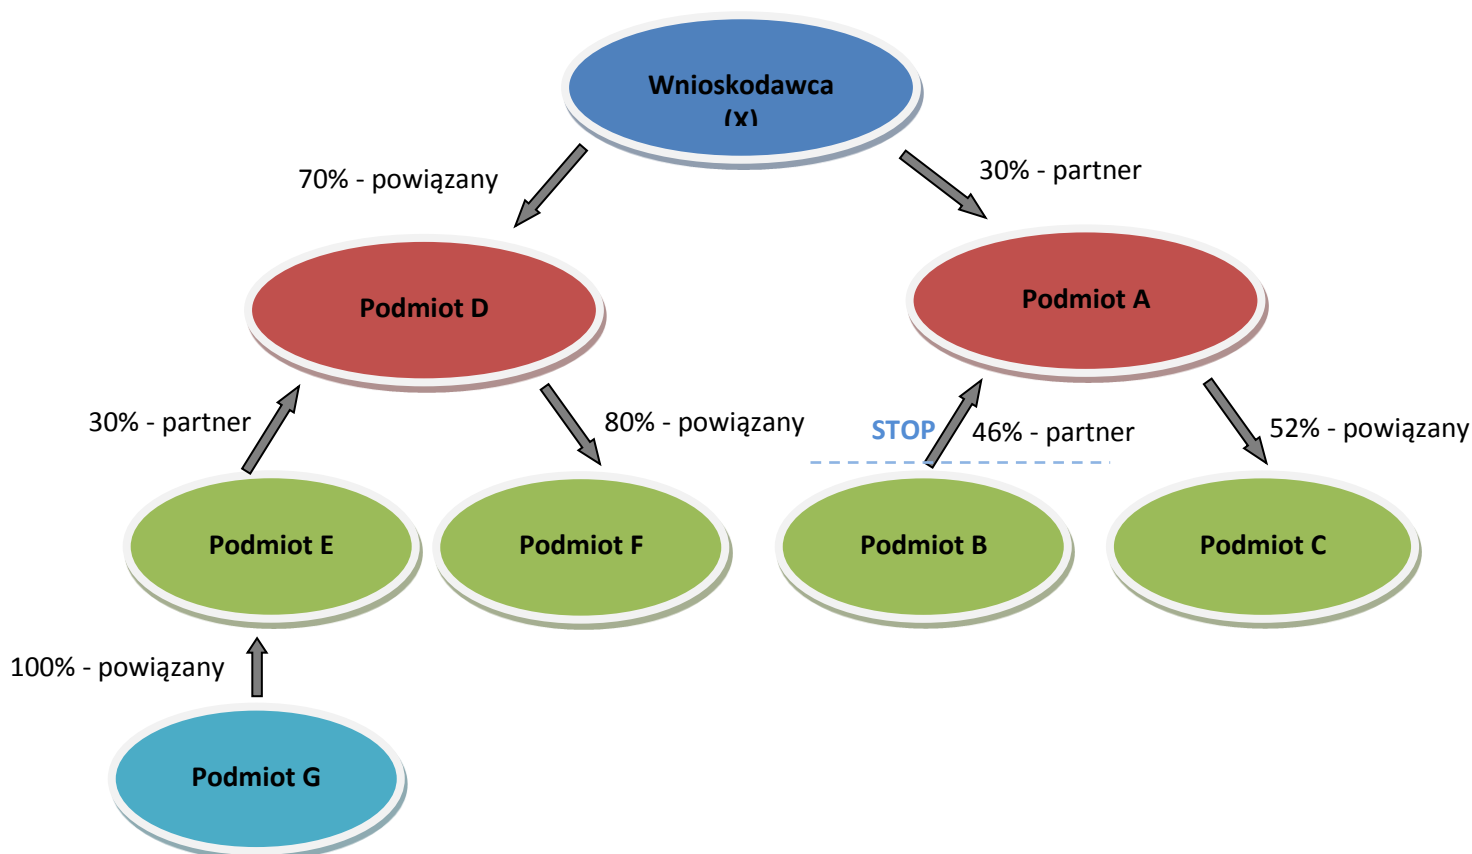 Wnioskodawca
(X)
70% - powiązany
30% - partner
Podmiot D
Podmiot A
30% - partner
80% - powiązany
STOP
46% - partner
52% - powiązany
Podmiot E
Podmiot F
Podmiot B
Podmiot C
100% - powiązany
Podmiot G